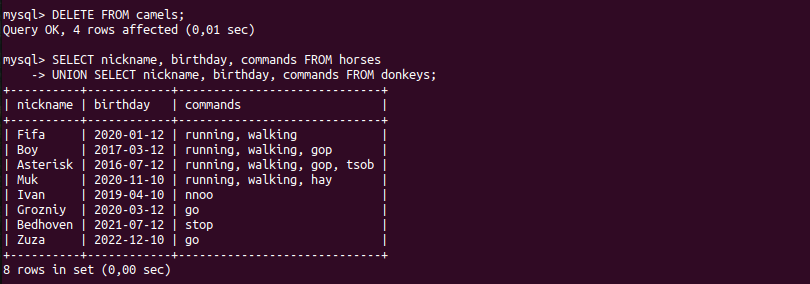 mysql> DELETE FROM camels;
Query OK, 4 rows affected (0,01 sec)

mysql> SELECT nickname, birthday, commands FROM horses
    -> UNION SELECT nickname, birthday, commands FROM donkeys;
+----------+------------+-----------------------------+
| nickname | birthday   | commands                    |
+----------+------------+-----------------------------+
| Fifa     | 2020-01-12 | running, walking            |
| Boy      | 2017-03-12 | running, walking, gop       |
| Asterisk | 2016-07-12 | running, walking, gop, tsob |
| Muk      | 2020-11-10 | running, walking, hay       |
| Ivan     | 2019-04-10 | nnoo                        |
| Grozniy  | 2020-03-12 | go                          |
| Bedhoven | 2021-07-12 | stop                        |
| Zuza     | 2022-12-10 | go                          |
+----------+------------+-----------------------------+
8 rows in set (0,00 sec)